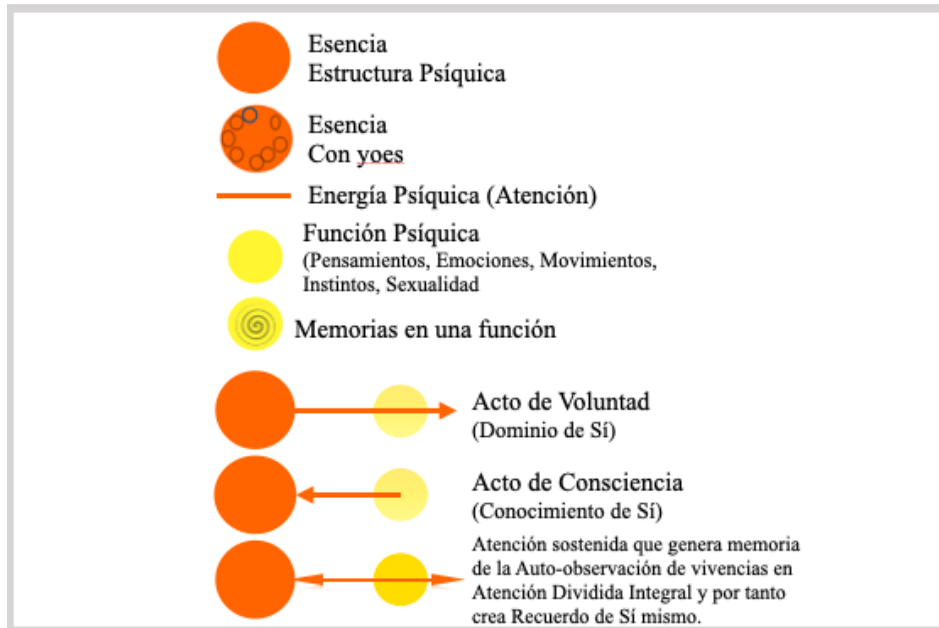 Esencia
Estructura Psíquica
Esencia
Con yoes
Energía Psíquica (Atención)
Función Psíquica
(Pensamientos, Emociones, Movimientos,
Instintos, Sexualidad
Memorias en una función
Acto de Voluntad
(Dominio de Sí)
Acto de Consciencia
(Conocimiento de Sí)
Atención sostenida que genera memoria
de la Auto-observación de vivencias en
Atención Dividida Integral y por tanto
crea Recuerdo de Sí mismo.